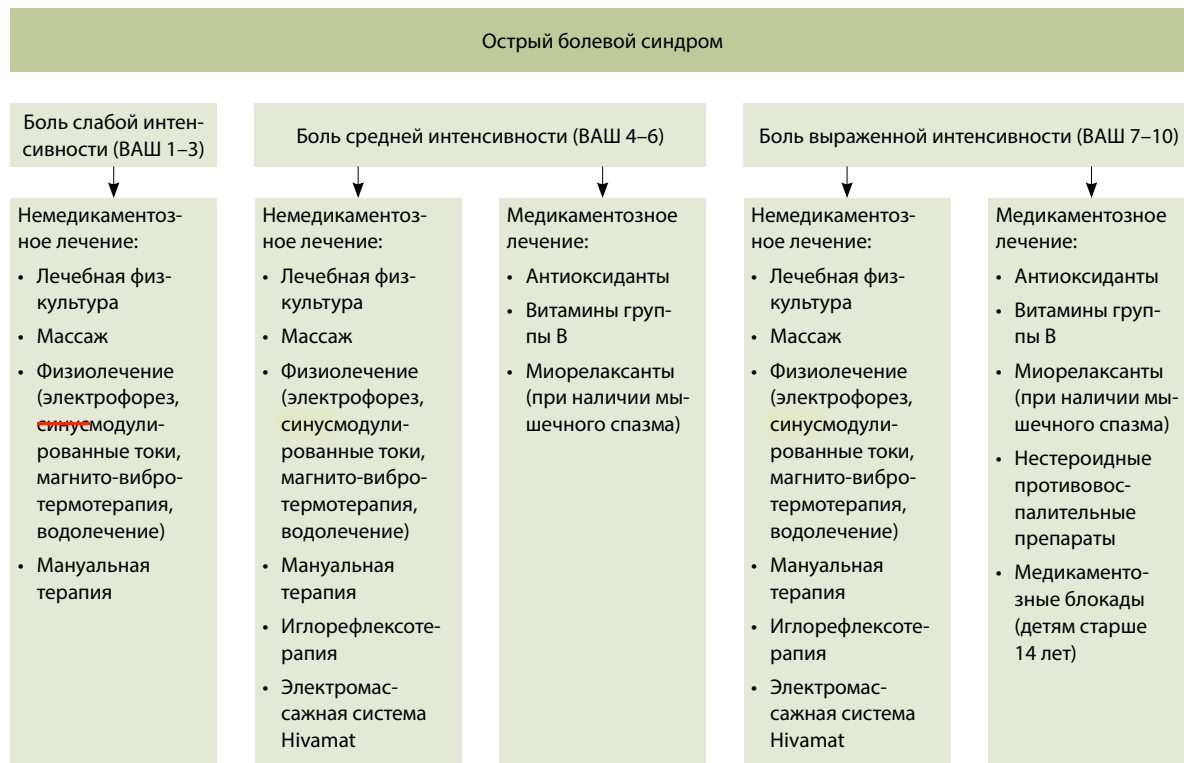 Острый болевой синдром
Боль слабой интен-
сивности (ВАШ 1–3)
Немедикаментоз-
ное лечение:
• Лечебная физ-
культура
• Массаж
• Физиолечение
(электрофорез,
синусмодули-
рованные токи,
магнито-вибро-
термотерапия,
водолечение)
• Мануальная
терапия
Боль средней интенсивности (ВАШ 4–6)
Немедикаментоз-
ное лечение:
• Лечебная физ-
культура
• Массаж
• Физиолечение
(электрофорез,
синусмодули-
рованные токи,
магнито-вибро-
термотерапия,
водолечение)
• Мануальная
терапия
• Иглорефлексоте-
рапия
• Электромас-
сажная система
Hivamat
Медикаментозное
лечение:
• Антиоксиданты
• Витамины груп-
пы В
• Миорелаксанты
(при наличии мы-
шечного спазма)
Боль выраженной интенсивности (ВАШ 7–10)
Немедикаментоз-
ное лечение:
• Лечебная физ-
культура
• Массаж
• Физиолечение
(электрофорез,
синусмодули-
рованные токи,
магнито-вибро-
термотерапия,
водолечение)
• Мануальная
терапия
• Иглорефлексоте-
рапия
• Электромас-
сажная система
Hivamat
Медикаментозное
лечение:
• Антиоксиданты
• Витамины груп-
пы В
• Миорелаксанты
(при наличии мы-
шечного спазма)
• Нестероидные
противовос-
палительные
препараты
• Медикаменто-
зные блокады
(детям старше
14 лет)